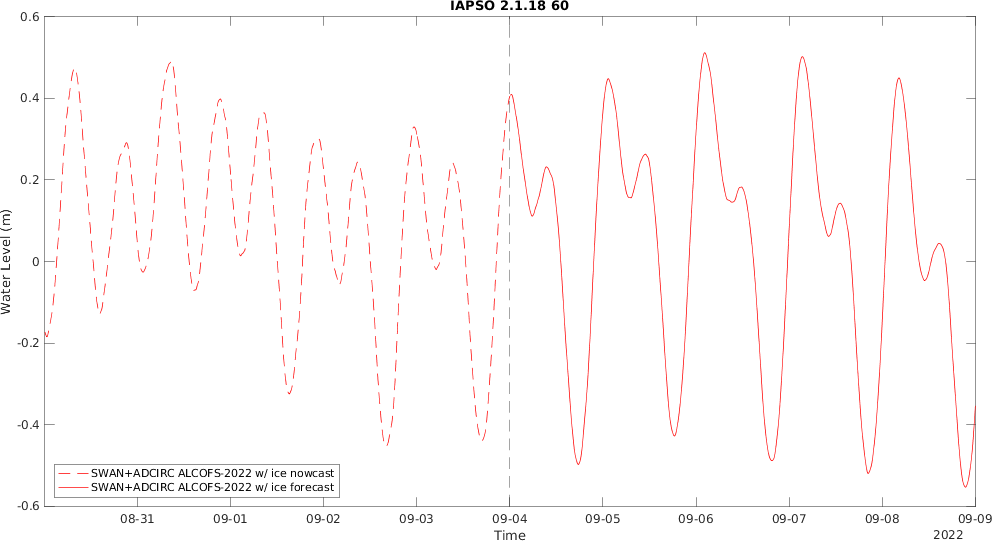 IAPSO 2.1.18 60
0.6
0.4
0.2
0
-0.2
-0.4
-0.6
Water Level (m)
SWAN+ADCIRC ALCOFS-2022 w/ ice nowcast
SWAN+ADCIRC ALCOFS-2022 w/ ice forecast
08-31 09-01 09-02 09-03 09-04 09-05 09-06 09-07 09-08 09-09
Time
2022